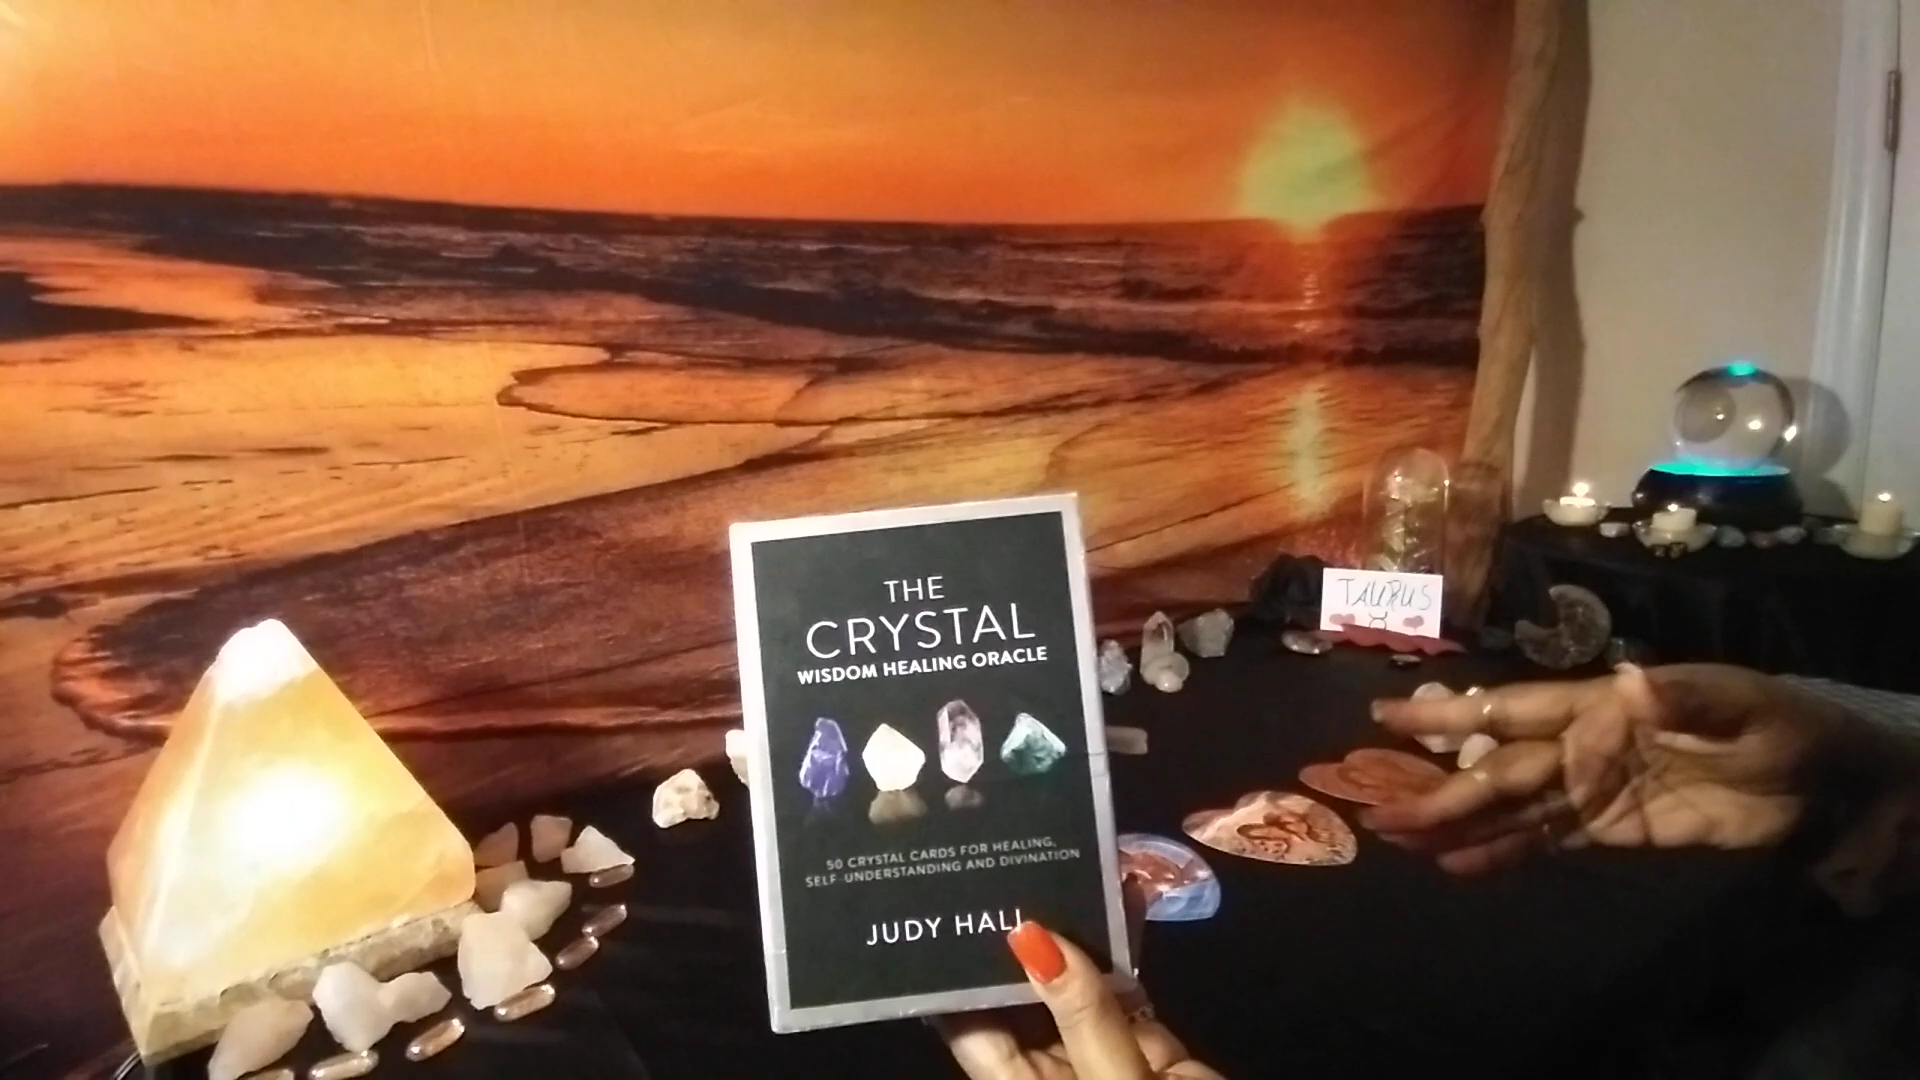 THE
CRYSTAL
WISDOM HEALING ORACLE
50 CRYSTAL CARDS FOR HEALING,
SELF-UNDERSTANDING AND DIVINATION
JUDY HALL
TAURUS
♉